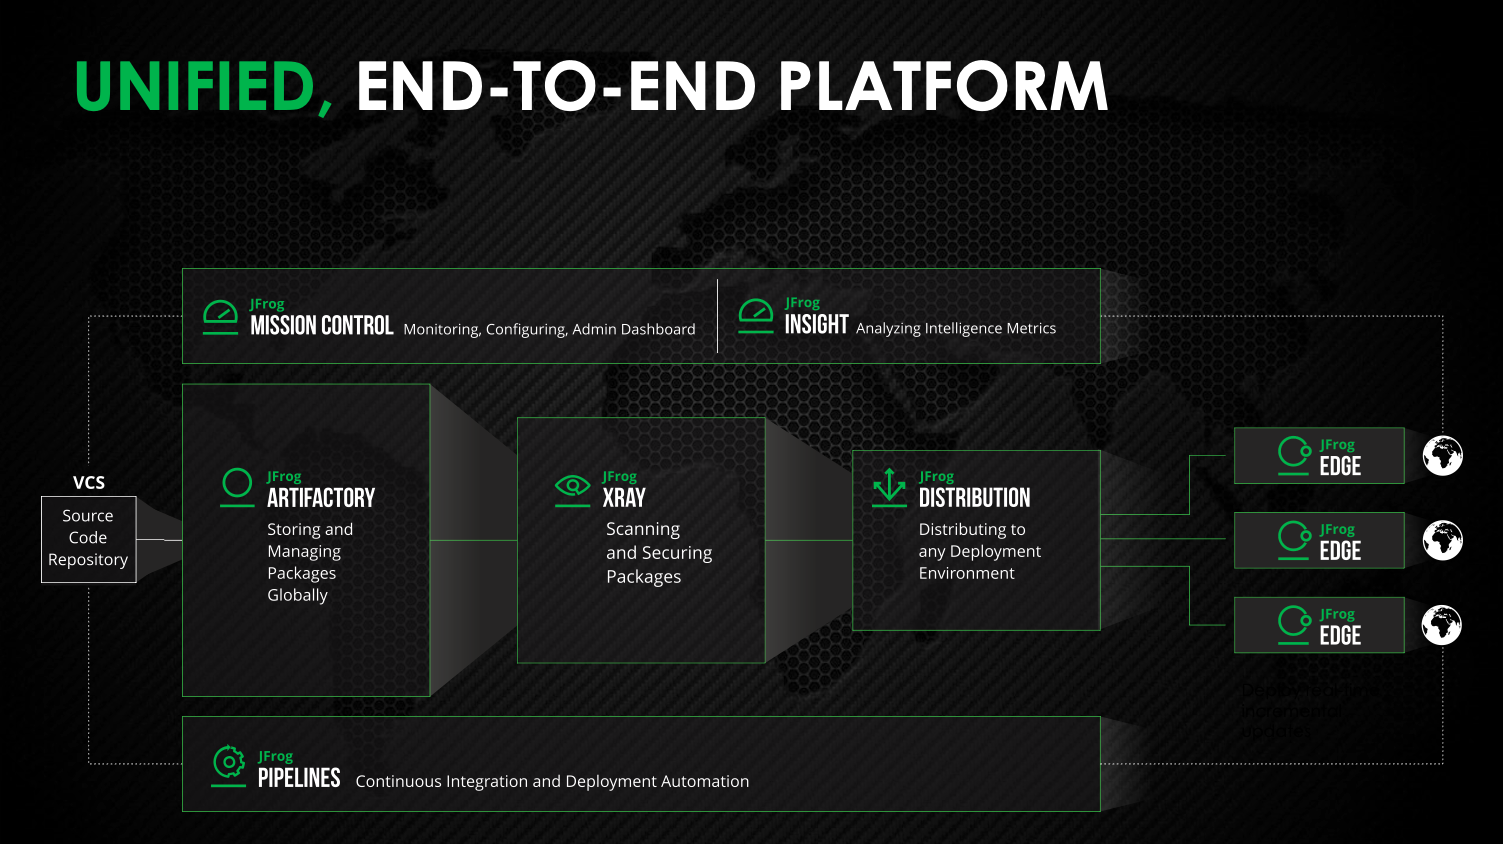 UNIFIED, END-TO-END PLATFORM
JFrog
MISSION CONTROL Monitoring, Configuring, Admin Dashboard
JFrog
INSIGHT Analyzing Intelligence Metrics
VCS
Source
Code
Repository
JFrog
ARTIFACTORY
Storing and
Managing
Packages
Globally
JFrog
XRAY
Scanning
and Securing
Packages
JFrog
DISTRIBUTION
Distributing to
any Deployment
Environment
JFrog
EDGE
JFrog
EDGE
JFrog
EDGE
incremental
updates
JFrog
PIPELINES Continuous Integration and Deployment Automation